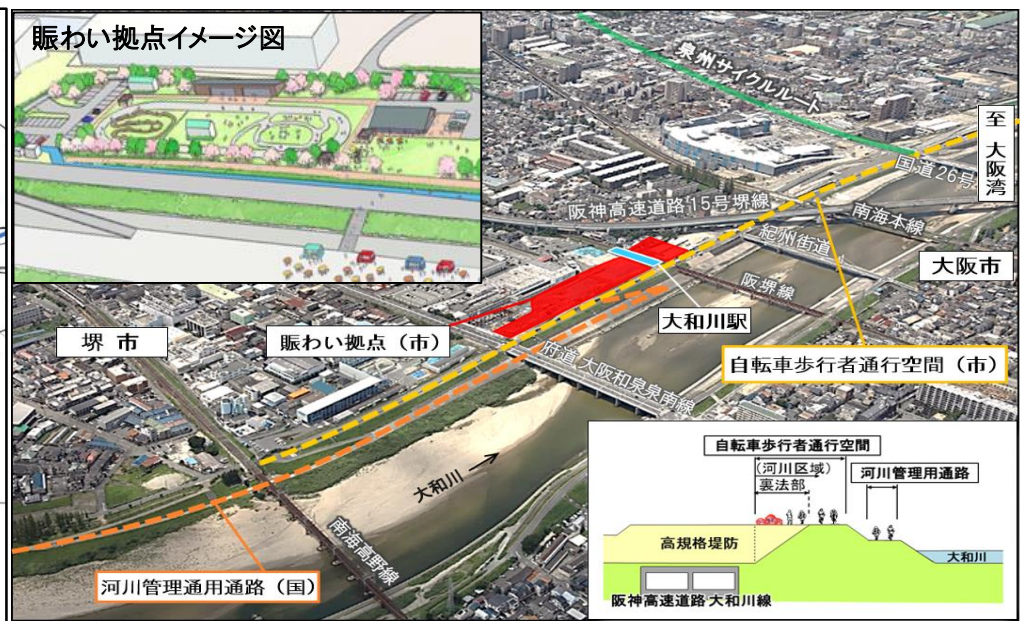 賑わい拠点イメージ図
泉州サイクルルート
至 大阪湾
国道26号
阪神高速道路15号堺線
南海本線
紀州街道
大阪市
阪堺線
大和川駅
堺 市
賑わい拠点（市）
自転車歩行者通行空間（市）
府道 大阪和泉泉南線
大和川
南海高野線
河川管理通用通路（国）
自転車歩行者通行空間
（河川区域）
裏法部
河川管理用通路
高規格堤防
大和川
阪神高速道路大和川線